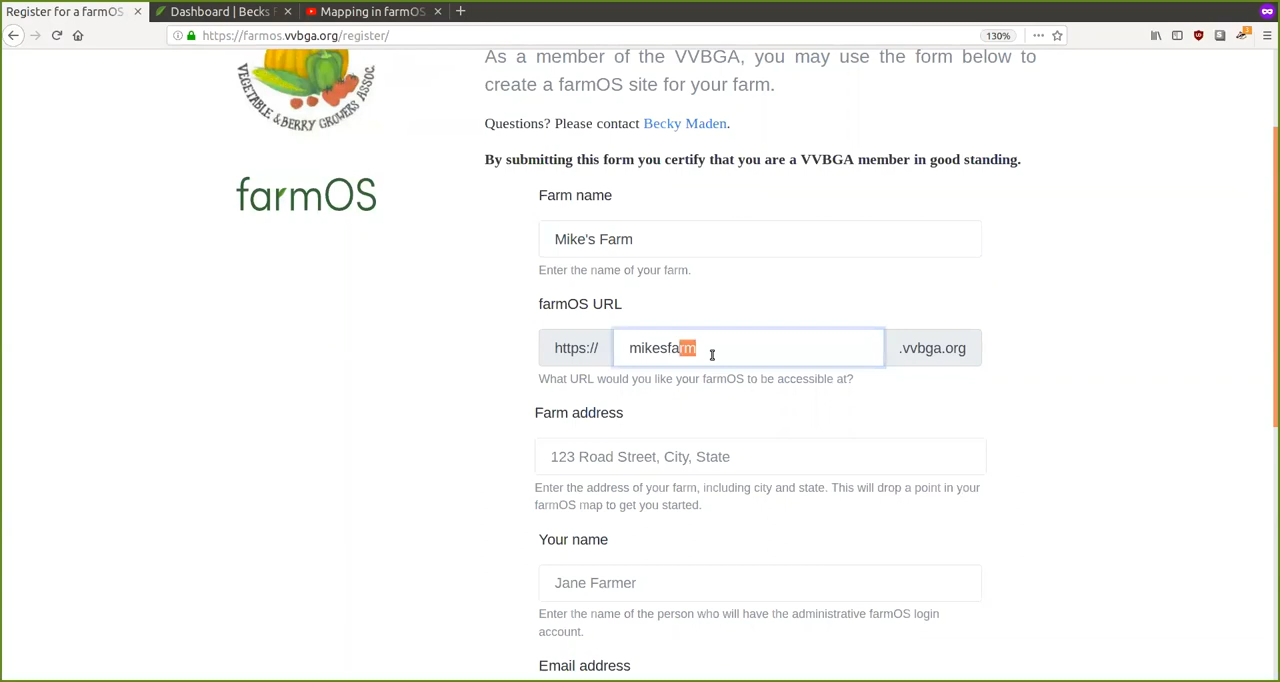 Register for a farmOS
Dashboard | Becks F
Mapping in farmOS
https://farmos.vvbga.org/register/
130%
VEGETABLE & BERRY GROWERS ASSOC.
farmOS
As a member of the VVBGA, you may use the form below to
create a farmOS site for your farm.
Questions? Please contact Becky Maden.
By submitting this form you certify that you are a VVBGA member in good standing.
Farm name
Mike's Farm
Enter the name of your farm.
farmOS URL
https:// mikesfarm .vvbga.org
What URL would you like your farmOS to be accessible at?
Farm address
123 Road Street, City, State
Enter the address of your farm, including city and state. This will drop a point in your
farmOS map to get you started.
Your name
Jane Farmer
Enter the name of the person who will have the administrative farmOS login
account.
Email address